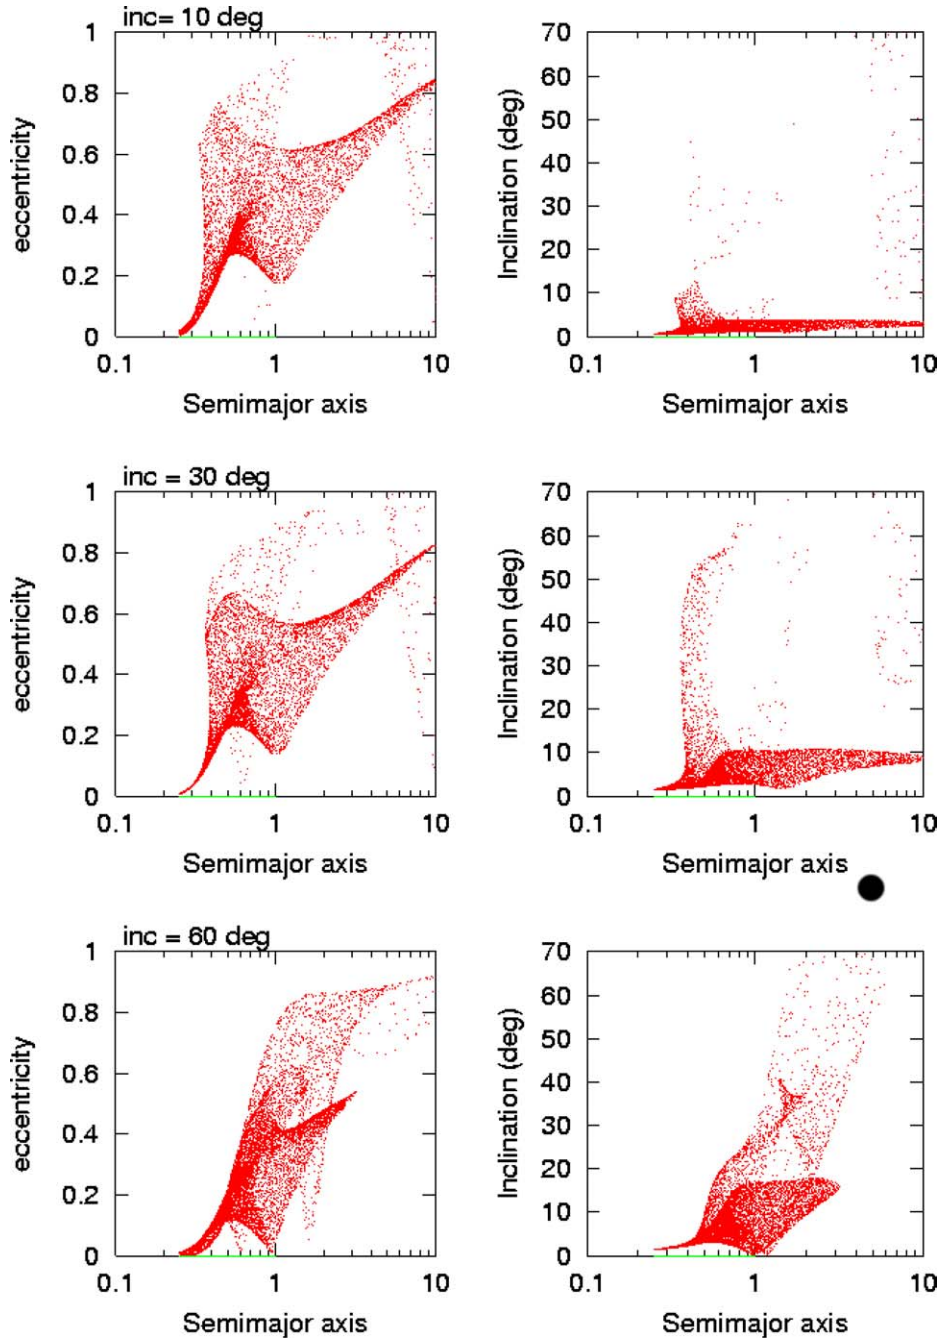 inc= 10 deg
1
0.8
0.6
0.4
0.2
0
eccentricity
0.1 1 10
Semimajor axis
70
60
50
40
30
20
10
0
Inclination (deg)
0.1 1 10
Semimajor axis
inc = 30 deg
1
0.8
0.6
0.4
0.2
0
eccentricity
0.1 1 10
Semimajor axis
70
60
50
40
30
20
10
0
Inclination (deg)
0.1 1 10
Semimajor axis
inc = 60 deg
1
0.8
0.6
0.4
0.2
0
eccentricity
0.1 1 10
Semimajor axis
70
60
50
40
30
20
10
0
Inclination (deg)
0.1 1 10
Semimajor axis